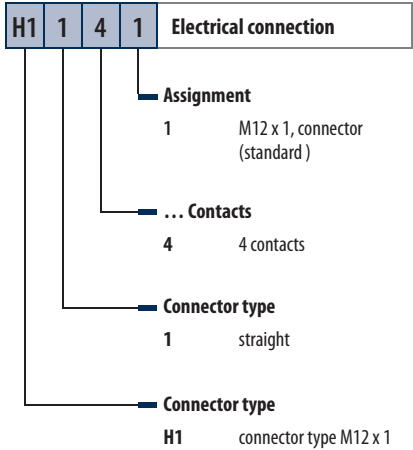 H1 1 4 1 Electrical connection
Assignment
1 M12 x 1, connector
(standard )
… Contacts
4 4 contacts
Connector type
1 straight
Connector type
H1 connector type M12 x 1